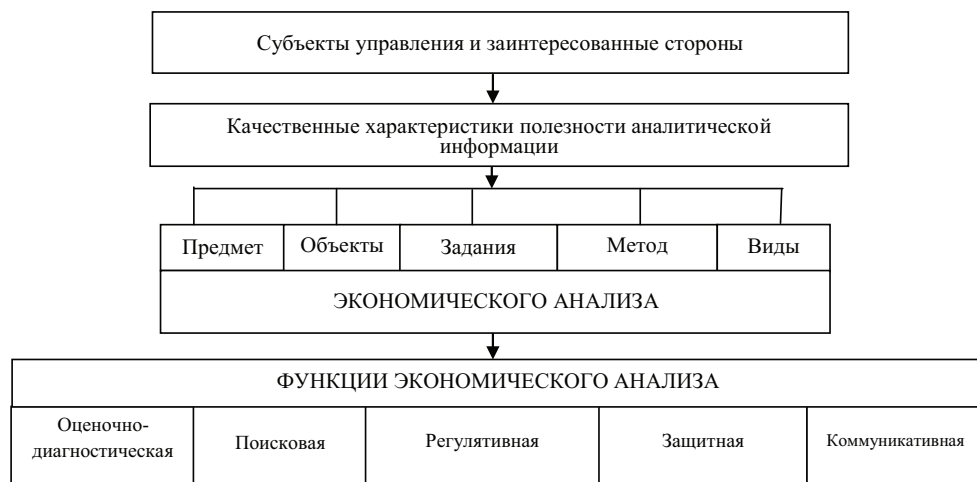 Субъекты управления и заинтересованные стороны
Качественные характеристики полезности аналитической
информации
Предмет
Объекты
Задания
Метод
Виды
ЭКОНОМИЧЕСКОГО АНАЛИЗА
ФУНКЦИИ ЭКОНОМИЧЕСКОГО АНАЛИЗА
Оценочно-
диагностическая
Поисковая
Регулятивная
Защитная
Коммуникативная